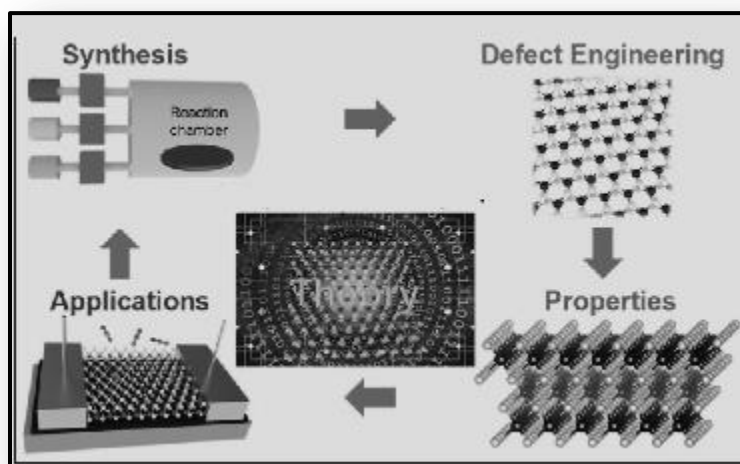 Synthesis
Defect Engineering
Reaction
chamber
Theory
Applications
Properties